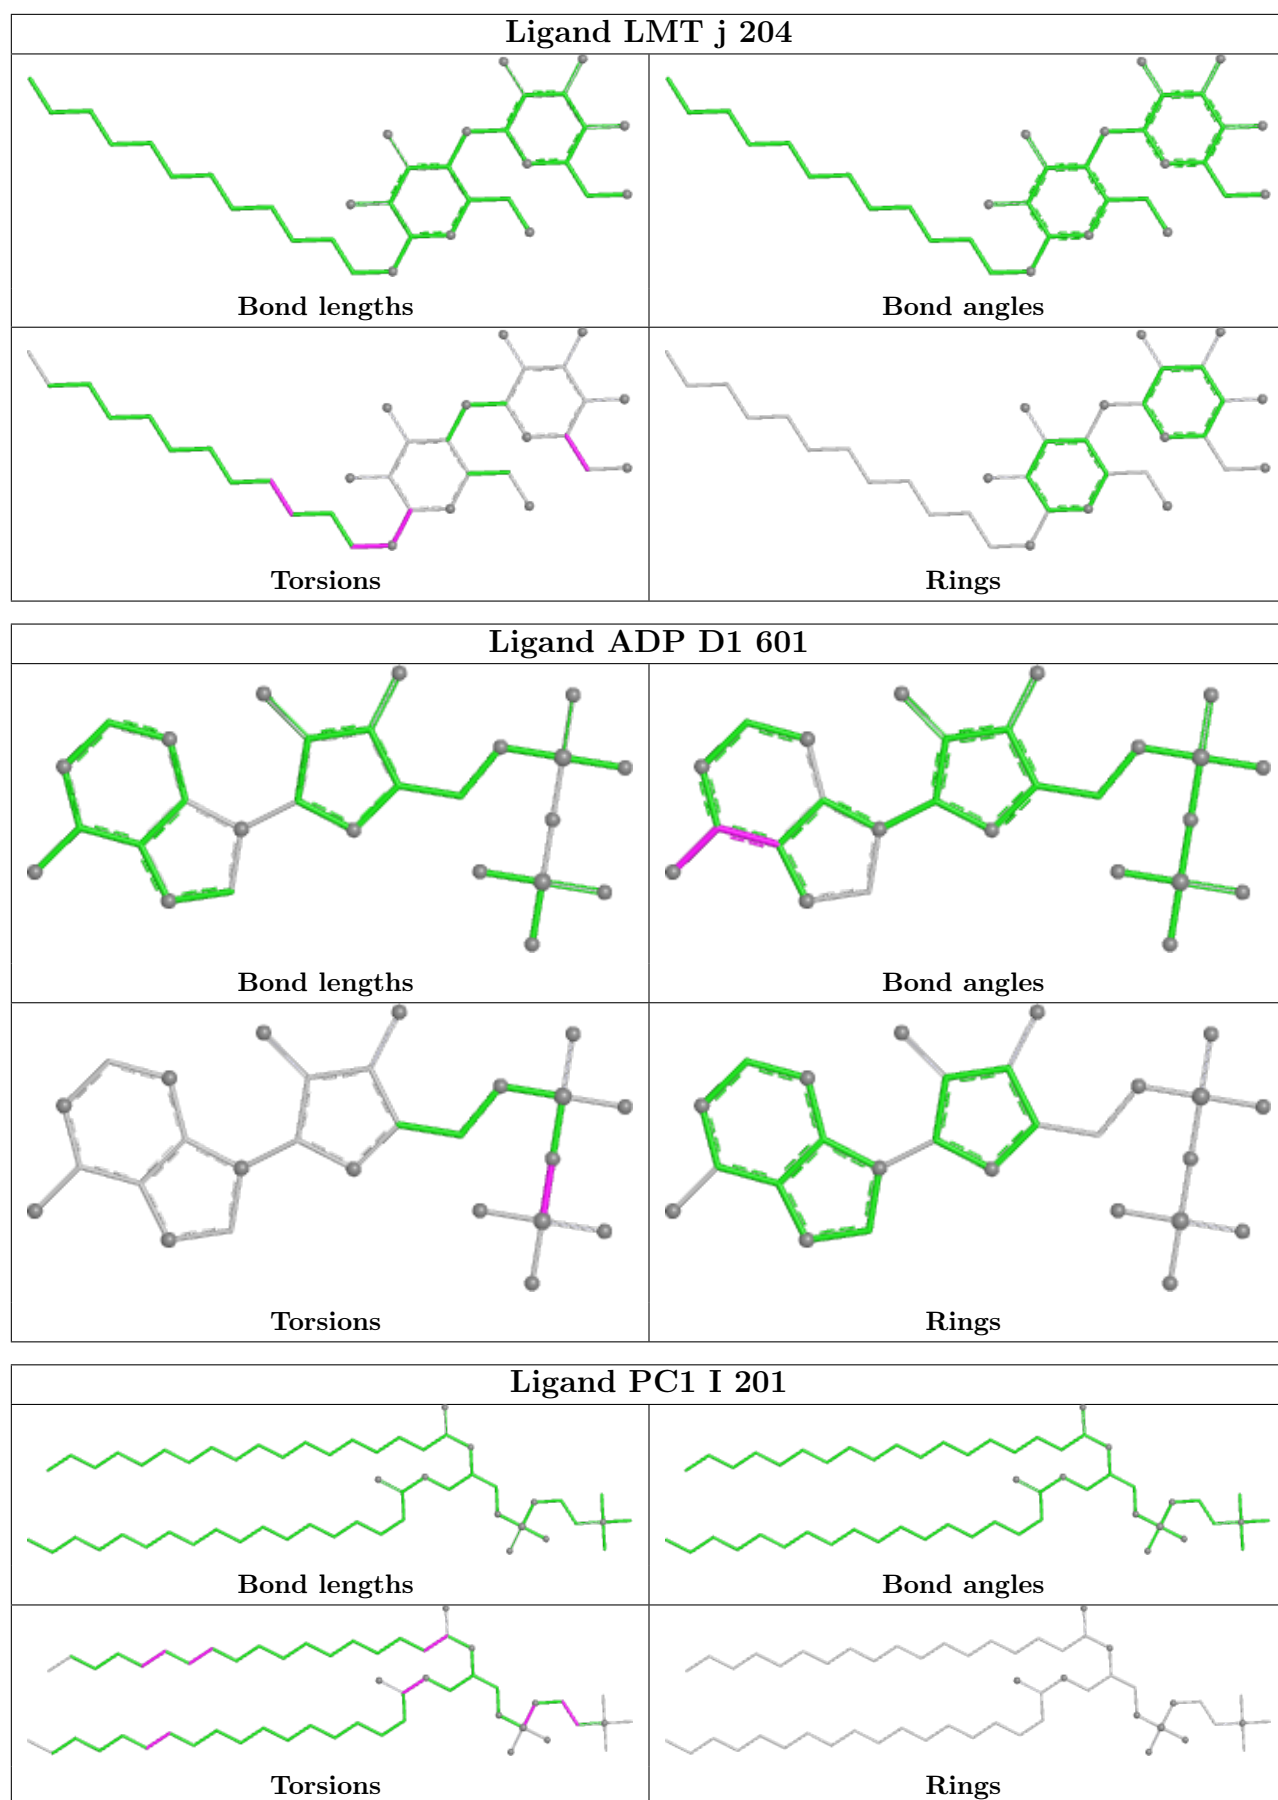 Ligand LMT j 204
Bond lengths
Bond angles
Torsions
Rings
Ligand ADP D1 601
Bond lengths
Bond angles
Torsions
Rings
Ligand PC1 I 201
Bond lengths
Bond angles
Torsions
Rings